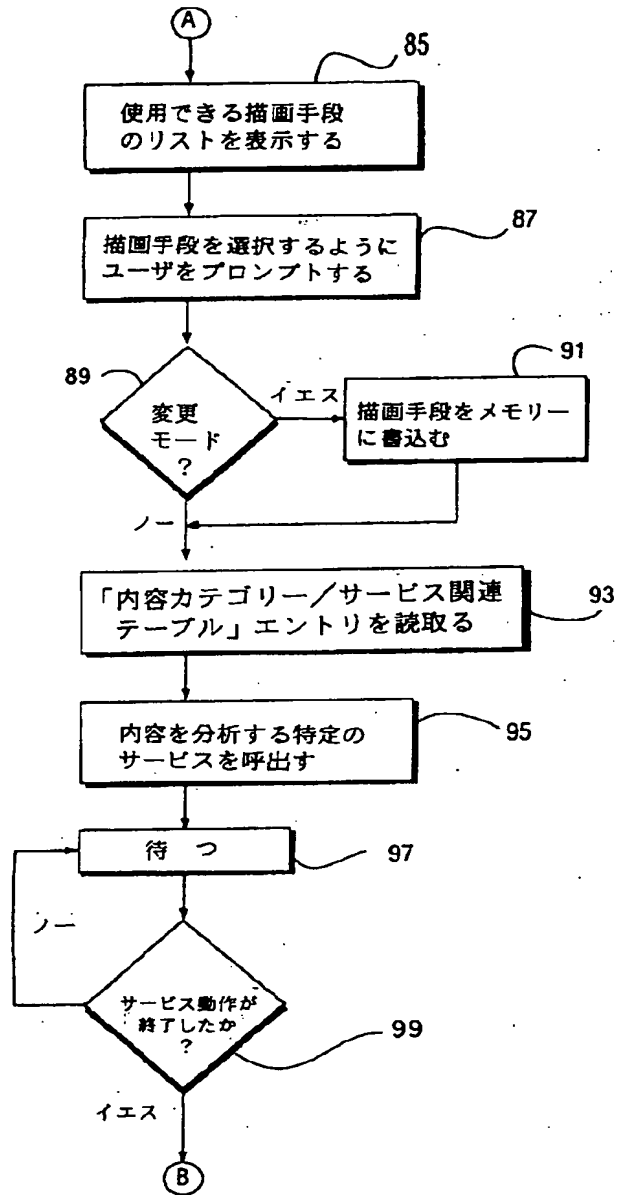 A
85
使用できる描画手段
のリストを表示する
87
描画手段を選択するように
ユーザをプロンプトする
89
変更
モード
?
イエス
91
描画手段をメモリー
に書込む
ノー
「内容カテゴリー/サービス関連
テーブル」エントリを読取る
93
内容を分析する特定の
サービスを呼出す
95
待つ
97
ノー
サービス動作が
終了したか
?
99
イエス
B